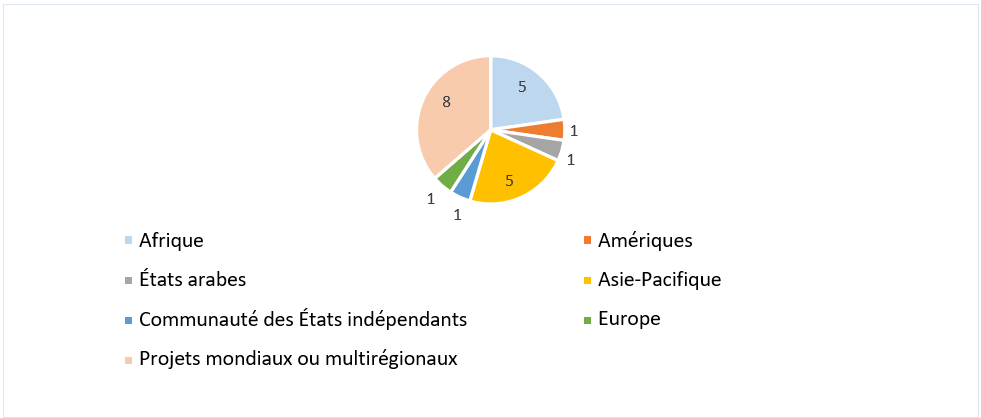 5
1
1
5
1
1
8
Afrique
Amériques
États arabes
Asie-Pacifique
Communauté des États indépendants
Europe
Projets mondiaux ou multirégionaux